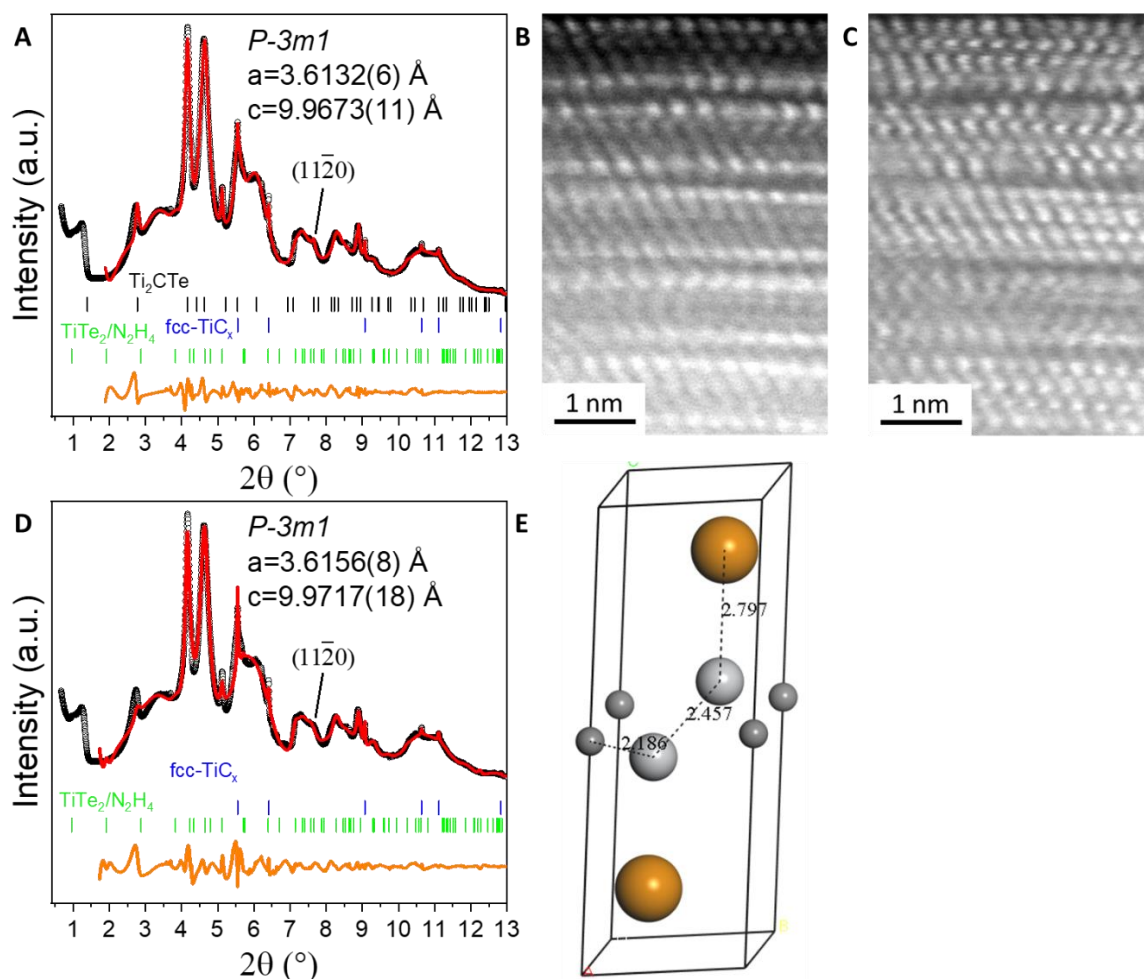 A
P-3m1
a=3.6132(6) Å
c=9.9673(11) Å
(112̅0)
Intensity (a.u.)
Ti₂CTe
fcc-TiCₓ
TiTe₂/N₂H₄
1 2 3 4 5 6 7 8 9 10 11 12 13
2θ (°)
B
1 nm
C
1 nm
D
P-3m1
a=3.6156(8) Å
c=9.9717(18) Å
(112̅0)
Intensity (a.u.)
fcc-TiCₓ
TiTe₂/N₂H₄
1 2 3 4 5 6 7 8 9 10 11 12 13
2θ (°)
E
2.797
2.457
2.186
A
B